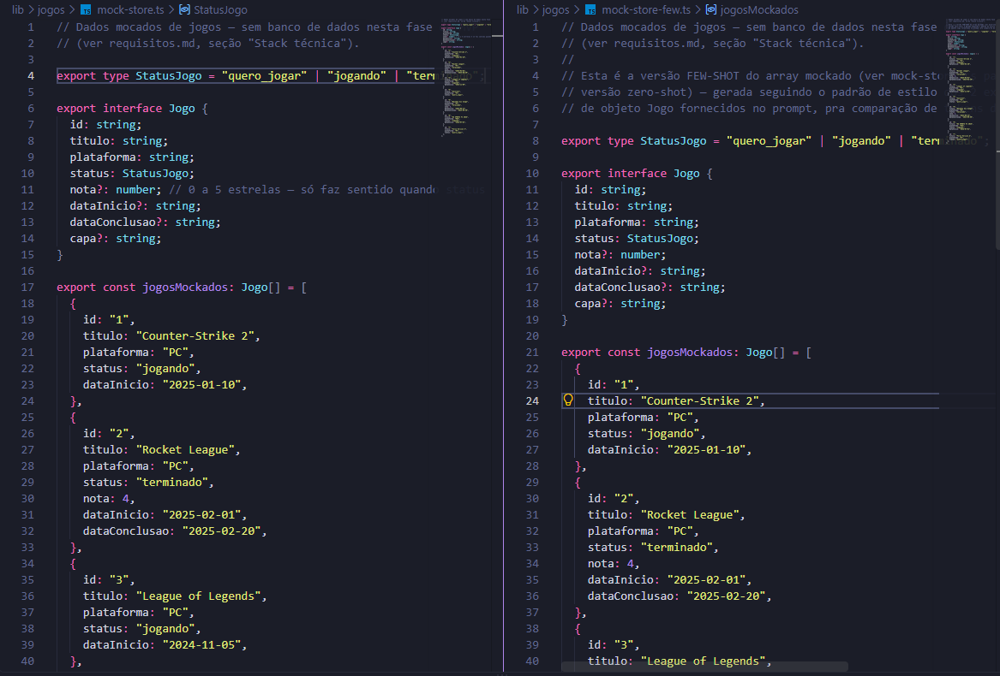 lib > jogos > TS mock-store.ts > StatusJogo
1 // Dados mocados de jogos — sem banco de dados nesta fase
2 // (ver requisitos.md, seção "Stack técnica").
3
4 export type StatusJogo = "quero_jogar" | "jogando" | "ter
5
6 export interface Jogo {
7 id: string;
8 titulo: string;
9 plataforma: string;
10 status: StatusJogo;
11 nota?: number; // 0 a 5 estrelas — só faz sentido quando status
12 dataInicio?: string;
13 dataConclusao?: string;
14 capa?: string;
15 }
16
17 export const jogosMockados: Jogo[] = [
18 {
19 id: "1",
20 titulo: "Counter-Strike 2",
21 plataforma: "PC",
22 status: "jogando",
23 dataInicio: "2025-01-10",
24 },
25 {
26 id: "2",
27 titulo: "Rocket League",
28 plataforma: "PC",
29 status: "terminado",
30 nota: 4,
31 dataInicio: "2025-02-01",
32 dataConclusao: "2025-02-20",
33 },
34 {
35 id: "3",
36 titulo: "League of Legends",
37 plataforma: "PC",
38 status: "jogando",
39 dataInicio: "2024-11-05",
40 },
lib > jogos > TS mock-store-few.ts > jogosMockados
1 // Dados mocados de jogos — sem banco de dados nesta fase
2 // (ver requisitos.md, seção "Stack técnica").
3 //
4 // Esta é a versão FEW-SHOT do array mockado (ver mock-sto
5 // versão zero-shot) — gerada seguindo o padrão de estilo
6 // de objeto Jogo fornecidos no prompt, pra comparação de
7
8 export type StatusJogo = "quero_jogar" | "jogando" | "terminado";
9
10 export interface Jogo {
11 id: string;
12 titulo: string;
13 plataforma: string;
14 status: StatusJogo;
15 nota?: number;
16 dataInicio?: string;
17 dataConclusao?: string;
18 capa?: string;
19 }
20
21 export const jogosMockados: Jogo[] = [
22 {
23 id: "1",
24 titulo: "Counter-Strike 2",
25 plataforma: "PC",
26 status: "jogando",
27 dataInicio: "2025-01-10",
28 },
29 {
30 id: "2",
31 titulo: "Rocket League",
32 plataforma: "PC",
33 status: "terminado",
34 nota: 4,
35 dataInicio: "2025-02-01",
36 dataConclusao: "2025-02-20",
37 },
38 {
39 id: "3",
40 titulo: "League of Legends",